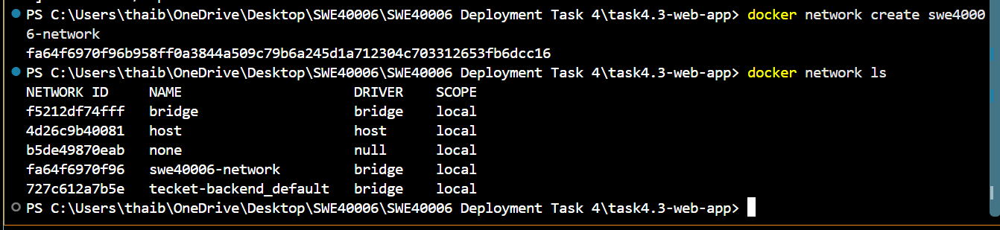 PS C:\Users\thaib\OneDrive\Desktop\SWE40006\SWE40006 Deployment Task 4\task4.3-web-app> docker network create swe4000
6-network
fa64f6970f96b958ff0a3844a509c79b6a245d1a712304c703312653fb6dcc16
PS C:\Users\thaib\OneDrive\Desktop\SWE40006\SWE40006 Deployment Task 4\task4.3-web-app> docker network ls
NETWORK ID     NAME                    DRIVER    SCOPE
f5212df74fff   bridge                  bridge    local
4d26c9b40081   host                    host      local
b5de49870eab   none                    null      local
fa64f6970f96   swe40006-network        bridge    local
727c612a7b5e   tecket-backend_default  bridge    local
PS C:\Users\thaib\OneDrive\Desktop\SWE40006\SWE40006 Deployment Task 4\task4.3-web-app>